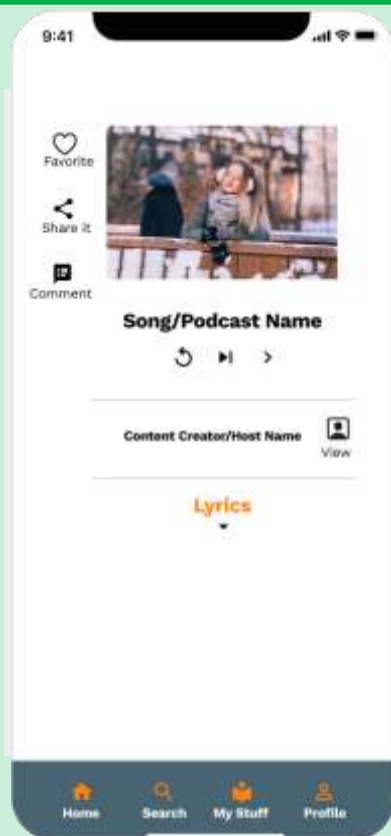 9:41
Favorite
Share it
Comment
Song/Podcast Name
Content Creator/Host Name
View
Lyrics
Home Search My Stuff Profile